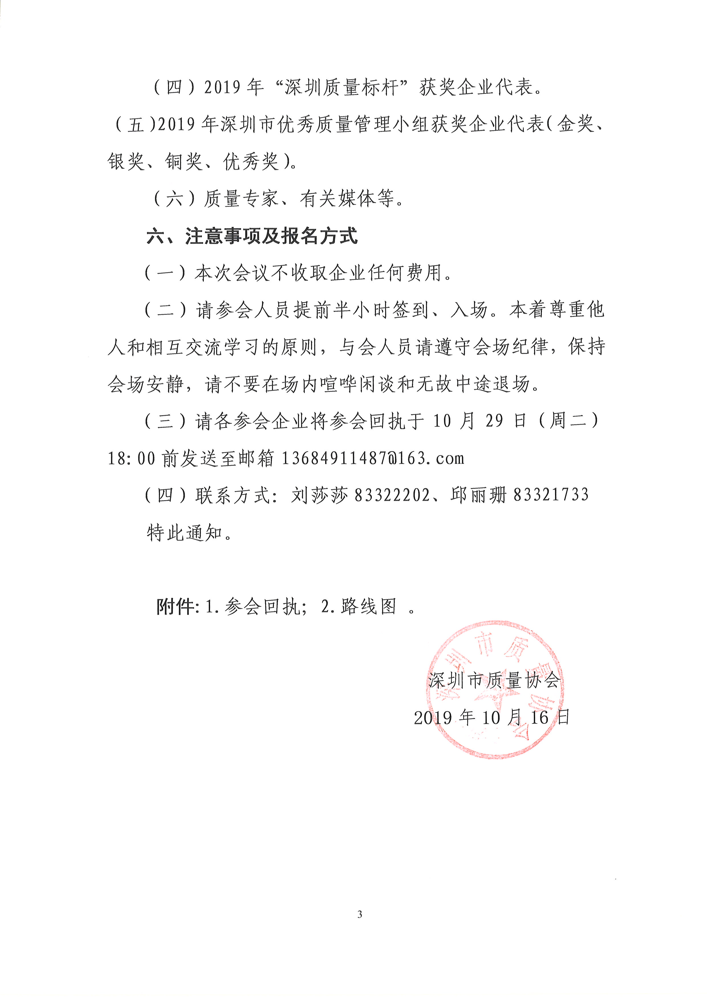 （四）2019 年“深圳质量标杆”获奖企业代表。
（五)2019 年深圳市优秀质量管理小组获奖企业代表(金奖、
银奖、铜奖、优秀奖)。
（六）质量专家、有关媒体等。
六、注意事项及报名方式
（一）本次会议不收取企业任何费用。
（二）请参会人员提前半小时签到、入场。本着尊重他
人和相互交流学习的原则，与会人员请遵守会场纪律，保持
会场安静，请不要在场内喧哗闲谈和无故中途退场。
（三）请各参会企业将参会回执于 10 月 29 日（周二）
18: 00 前发送至邮箱 13684911487@163.com
（四）联系方式：刘莎莎 83322202、邱丽珊 83321733
特此通知。
附件: 1.参会回执；2.路线图 。
深圳市质量协会
深圳市质量协会
2019 年 10 月 16 日
3